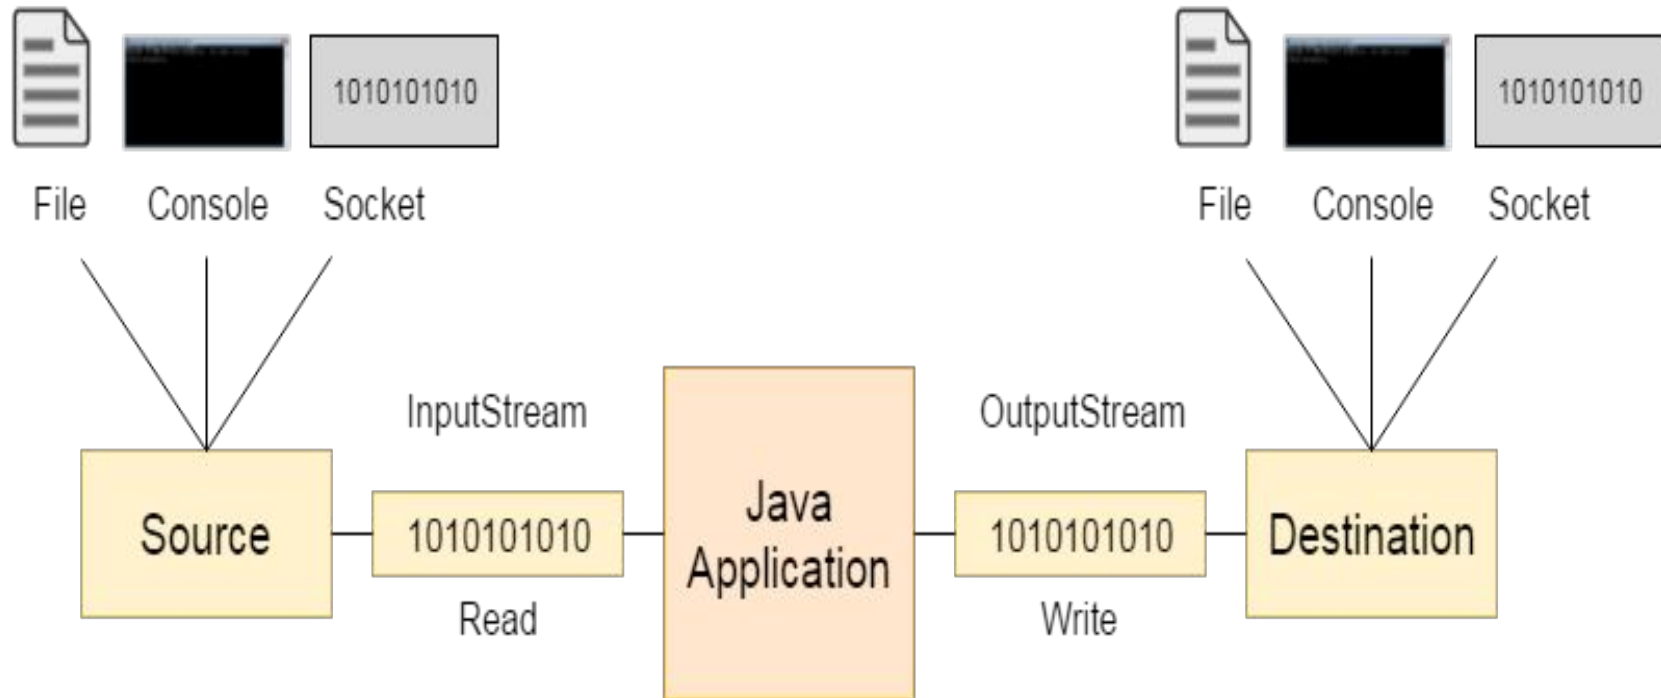 1010101010
1010101010
File Console Socket
File Console Socket
InputStream
OutputStream
Source
1010101010
Java
Application
1010101010
Destination
Read
Write